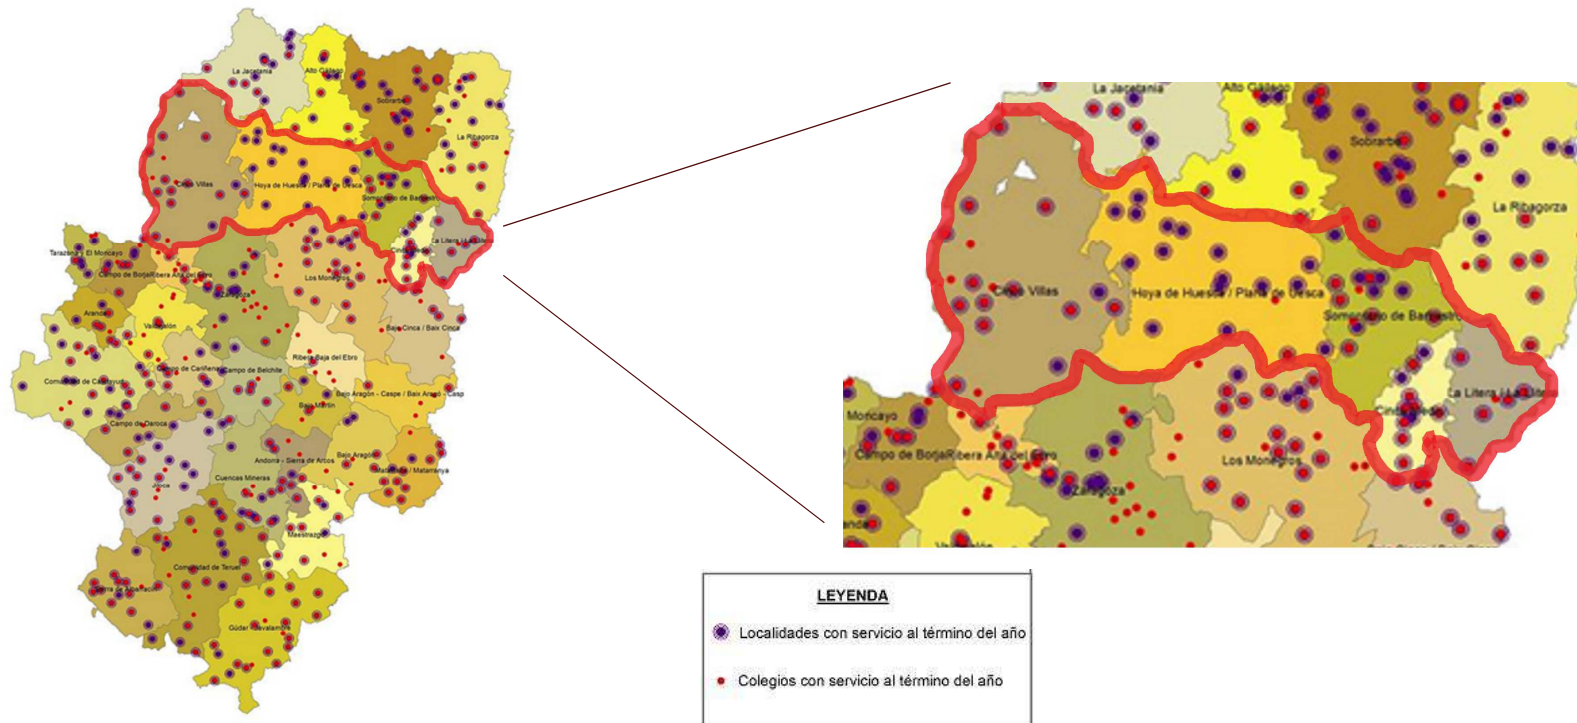 La Jacetania
Alto Gállego
Sobrarbe
La Ribagorza
Cinco Villas
Hoya de Huesca / Plana de Uesca
Somontano de Barbastro
La Litera / La Llitera
Tarazona y El Moncayo
Campo de Borja
Ribera Alta del Ebro
Zaragoza
Los Monegros
Aranda
Valdejalón
Bajo Cinca / Baix Cinca
Ribera Baja del Ebro
Comunidad de Calatayud
Campo de Cariñena
Campo de Belchite
Bajo Aragón - Caspe / Baix Aragó - Casp
Bajo Martín
Campo de Daroca
Andorra - Sierra de Arcos
Bajo Aragón
Matarraña / Matarranya
Jiloca
Cuencas Mineras
Maestrazgo
Comunidad de Teruel
Sierra de Albarracín
Gúdar - Javalambre
La Jacetania
Alto Gállego
Sobrarbe
La Ribagorza
Cinco Villas
Hoya de Huesca / Plana de Uesca
Somontano de Barbastro
La Litera / La Llitera
Cinca Medio
Moncayo
Campo de Borja
Ribera Alta del Ebro
Los Monegros
Zaragoza
Valdejalón
LEYENDA
Localidades con servicio al término del año
Colegios con servicio al término del año